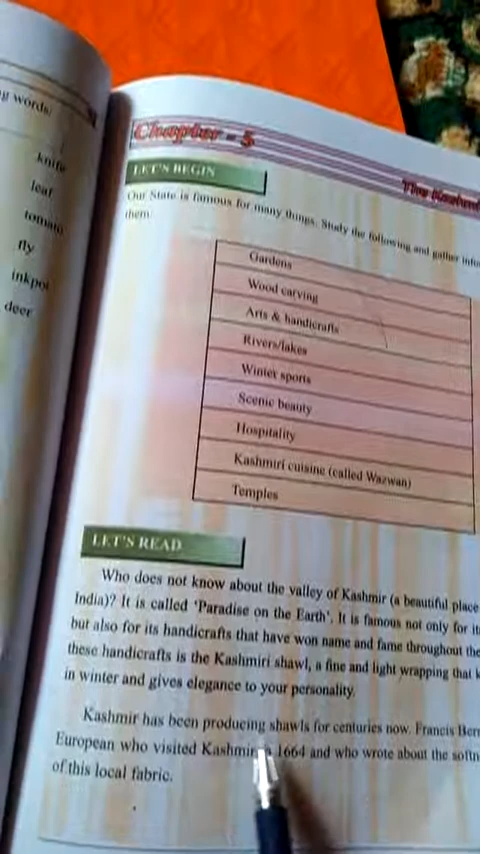 g words:
knife
leaf
tomato
fly
inkpot
deer
Chapter - 5
The Kashmi
LET'S BEGIN
Our State is famous for many things. Study the following and gather info
them.
Gardens
Wood carving
Arts & handicrafts
Rivers/lakes
Winter sports
Scenic beauty
Hospitality
Kashmiri cuisine (called Wazwan)
Temples
LET'S READ
Who does not know about the valley of Kashmir (a beautiful place
India)? It is called 'Paradise on the Earth'. It is famous not only for it
but also for its handicrafts that have won name and fame throughout the
these handicrafts is the Kashmiri shawl, a fine and light wrapping that k
in winter and gives elegance to your personality.
Kashmir has been producing shawls for centuries now. Francis Bern
European who visited Kashmir 1664 and who wrote about the softn
of this local fabric.